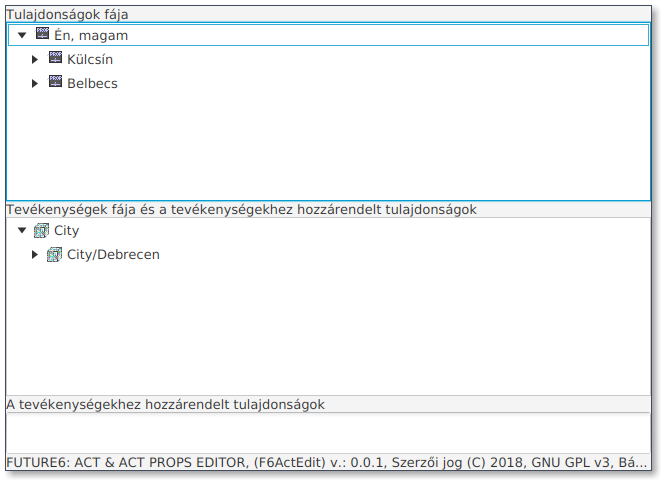 Tulajdonságok fája
Én, magam
Külcsín
Belbecs
Tevékenységek fája és a tevékenységekhez hozzárendelt tulajdonságok
City
City/Debrecen
A tevékenységekhez hozzárendelt tulajdonságok
FUTURE6: ACT & ACT PROPS EDITOR, (F6ActEdit) v.: 0.0.1, Szerzői jog (C) 2018, GNU GPL v3, Bá...